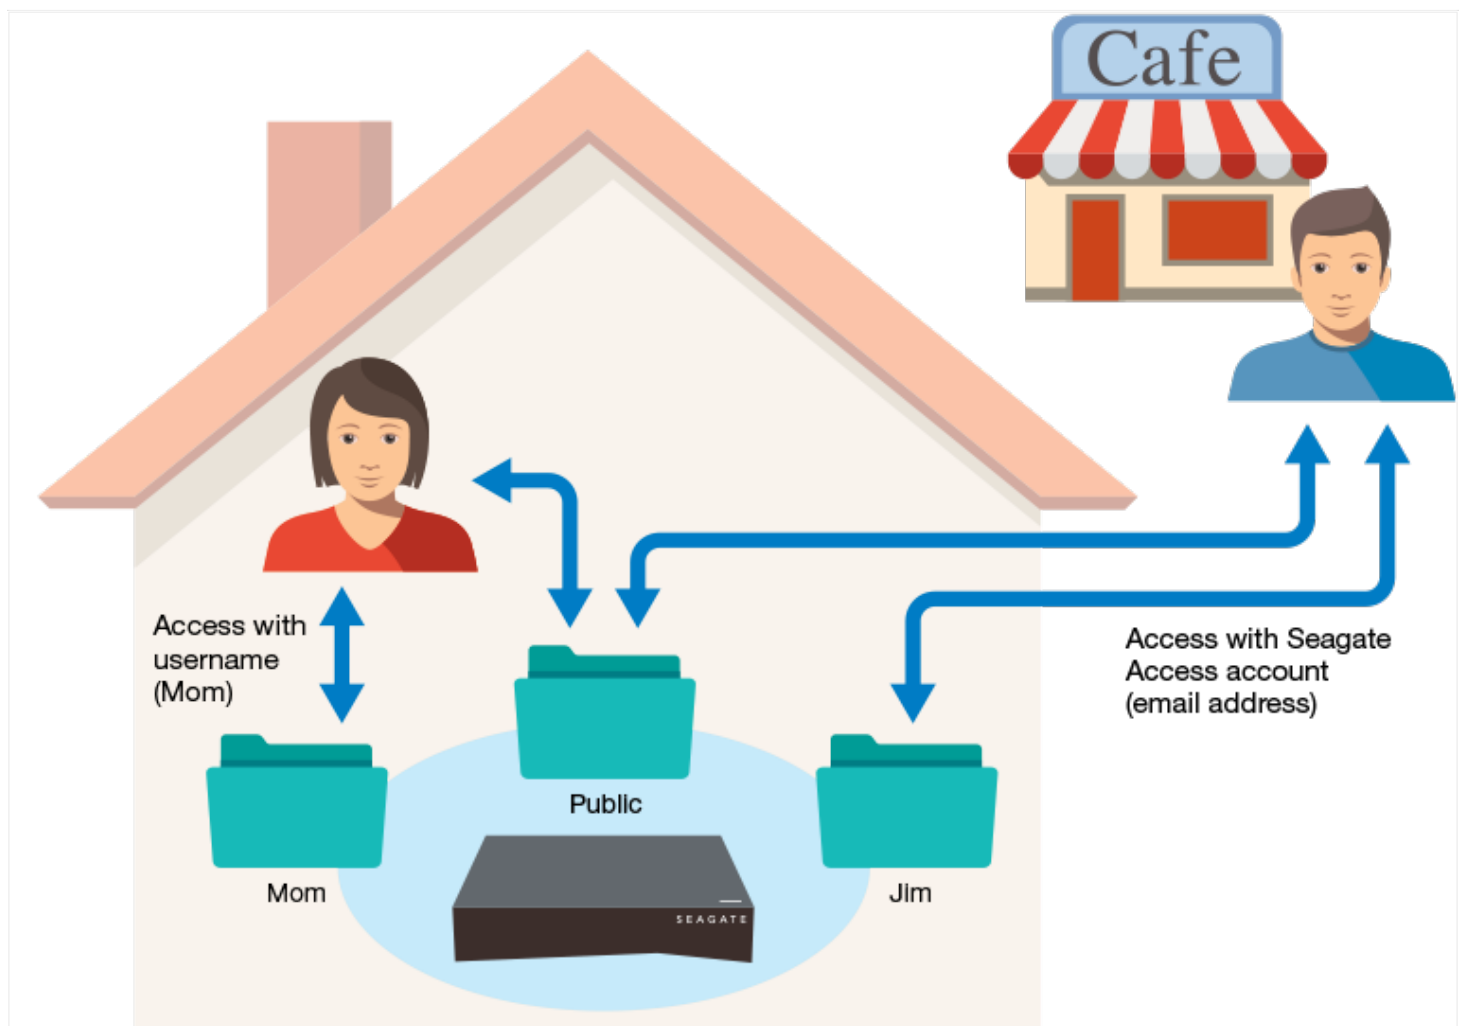 Cafe
Access with
username
(Mom)
Access with Seagate
Access account
(email address)
Public
Mom
Jim
SEAGATE